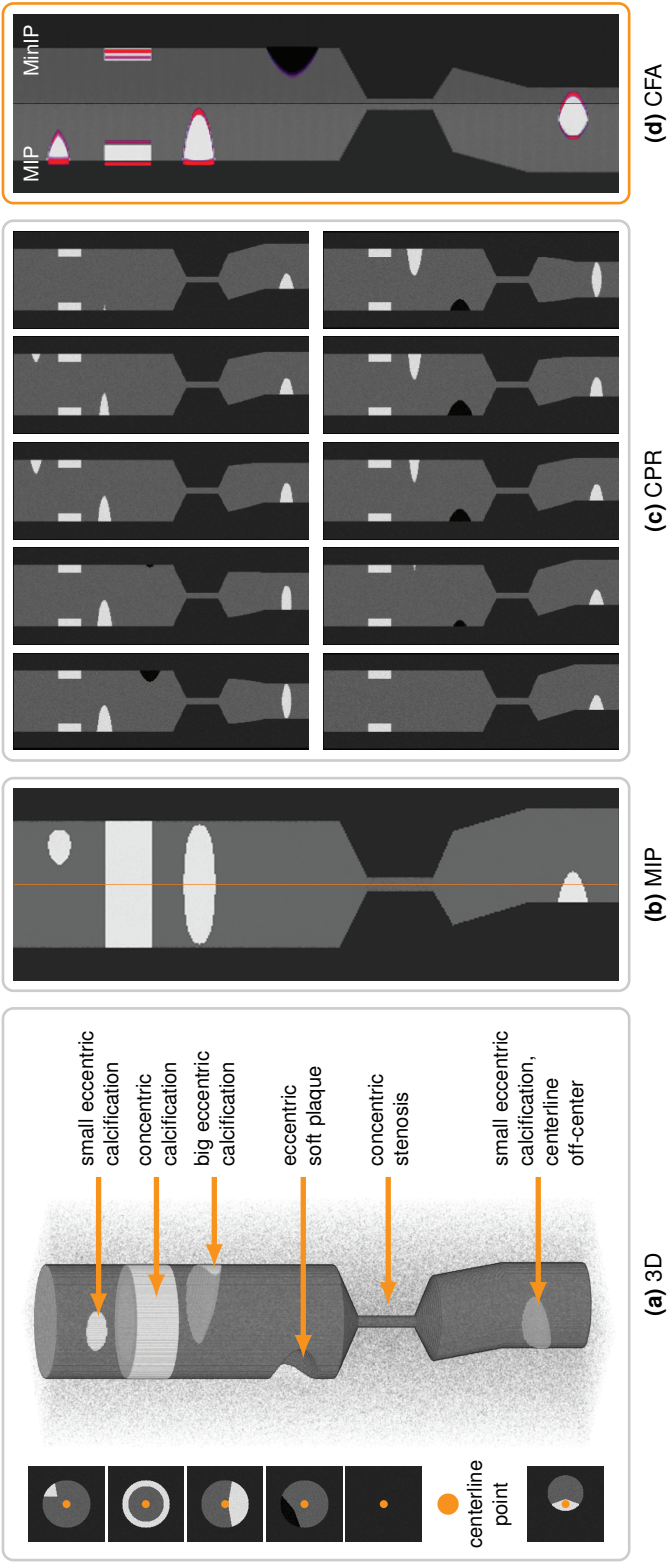 small eccentric
calcification
concentric
calcification
big eccentric
calcification
eccentric
soft plaque
concentric
stenosis
small eccentric
calcification,
centerline
off-center
centerline
point
(a) 3D
(b) MIP
(c) CPR
MIP
MinIP
(d) CFA